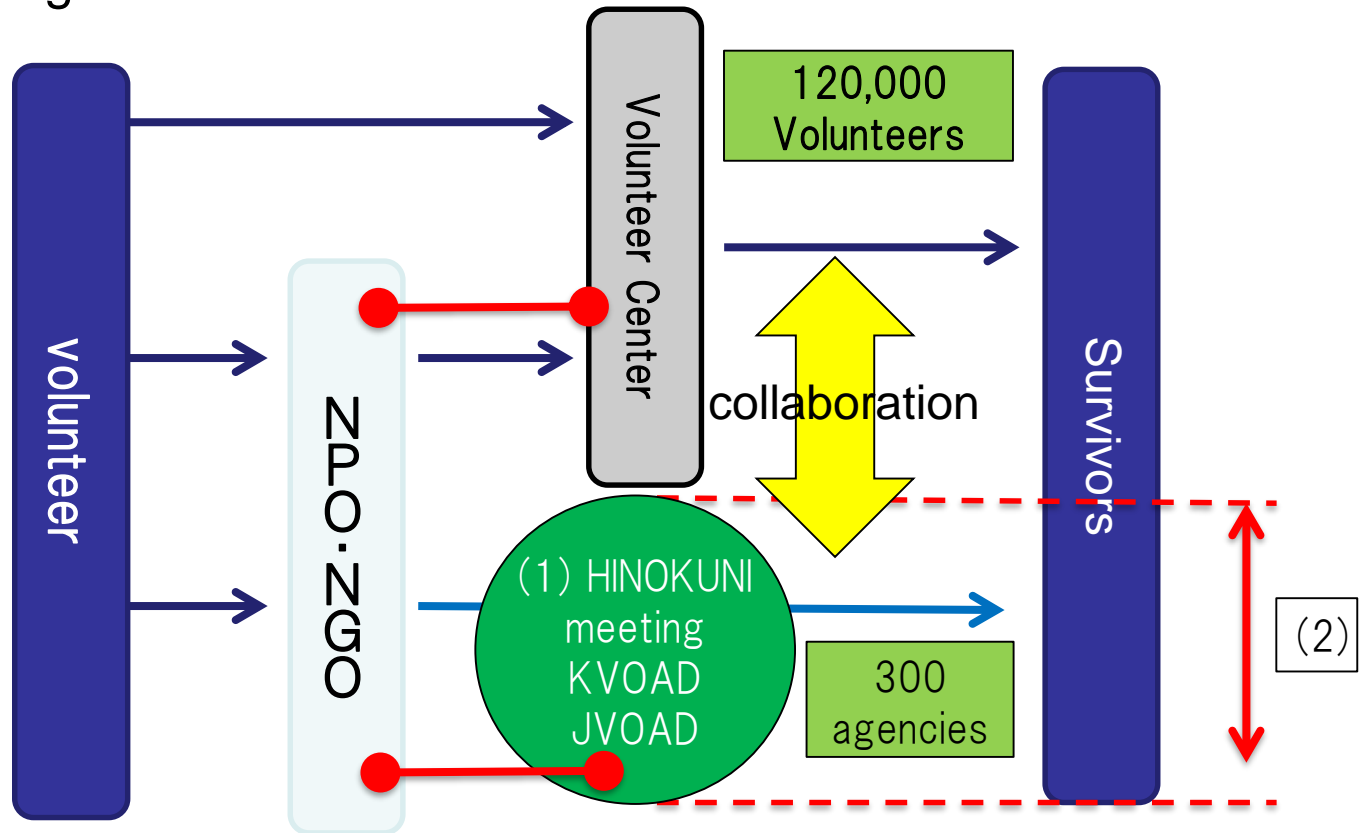 g
volunteer
NPO·NGO
Volunteer Center
120,000
Volunteers
collaboration
(1) HINOKUNI
meeting
KVOAD
JVOAD
300
agencies
Survivors
(2)